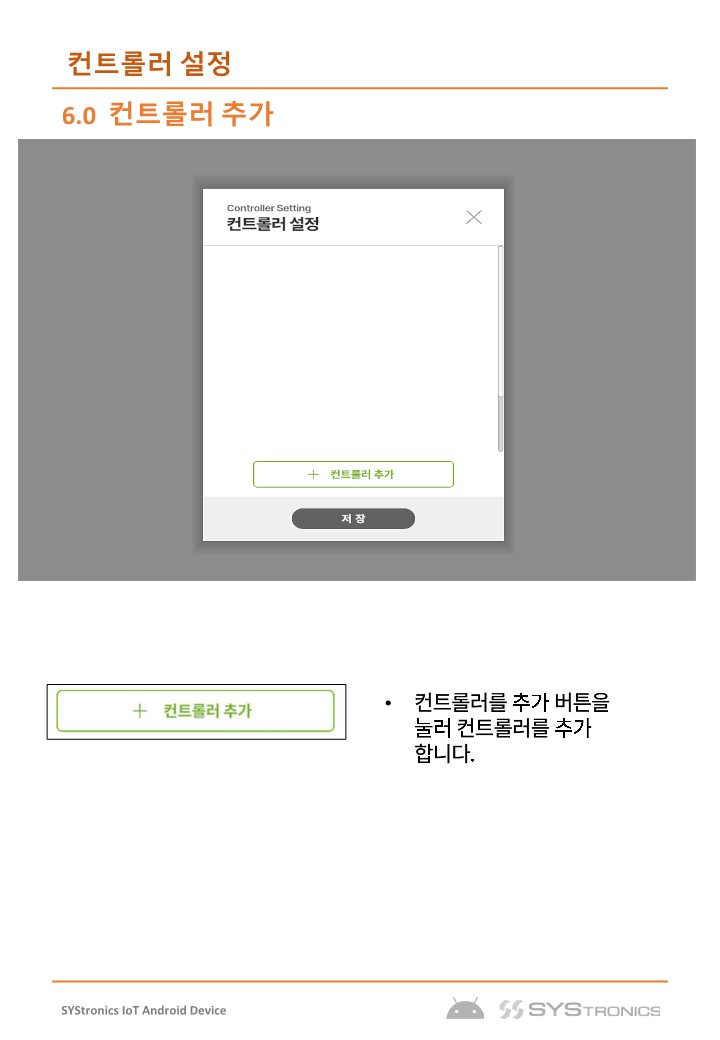 컨트롤러 설정
6.0 컨트롤러 추가
Controller Setting
컨트롤러 설정
+ 컨트롤러 추가
저 장
+ 컨트롤러 추가
• 컨트롤러를 추가 버튼을
눌러 컨트롤러를 추가
합니다.
SYStronics IoT Android Device
SYSTRONICS